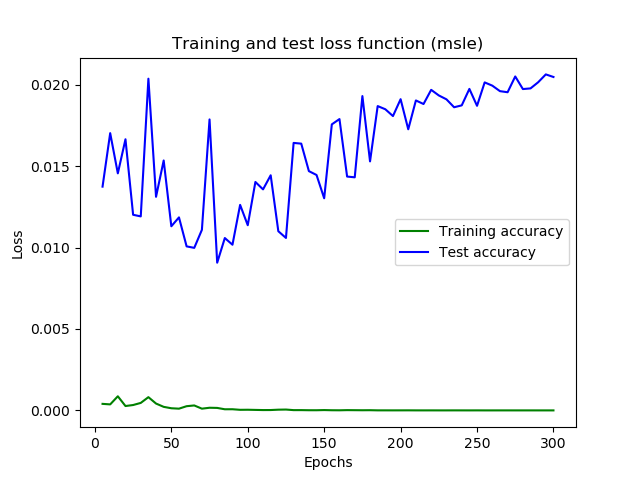 Training and test loss function (msle)
Loss
0.020
0.015
0.010
0.005
0.000
Training accuracy
Test accuracy
0
50
100
150
200
250
300
Epochs